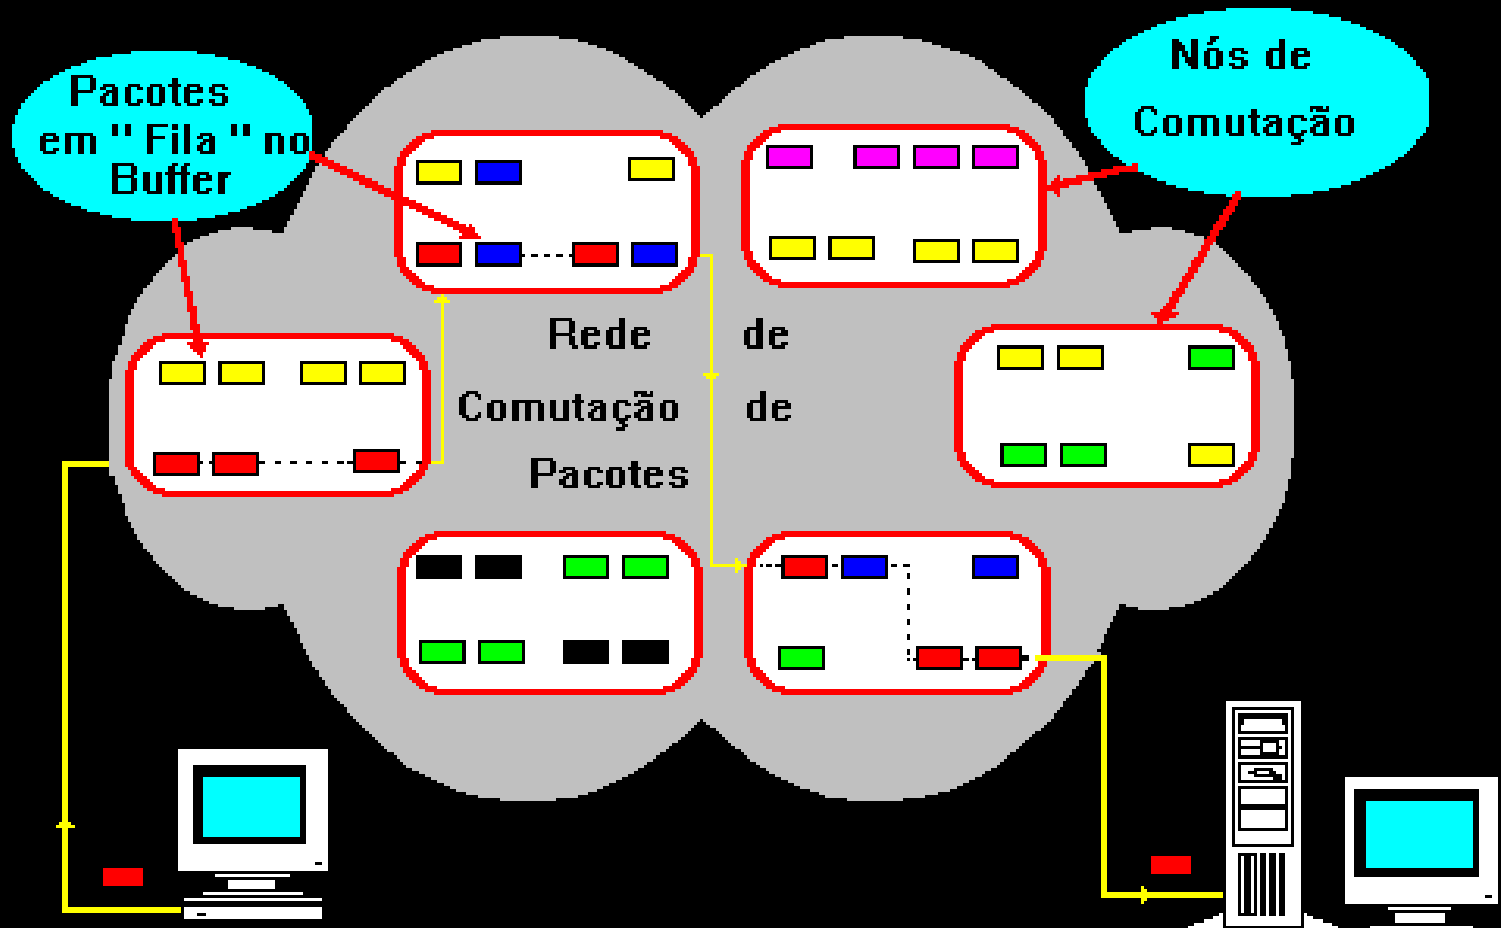 Pacotes
em " Fila " no
Buffer
Nós de
Comutação
Rede de
Comutação de
Pacotes